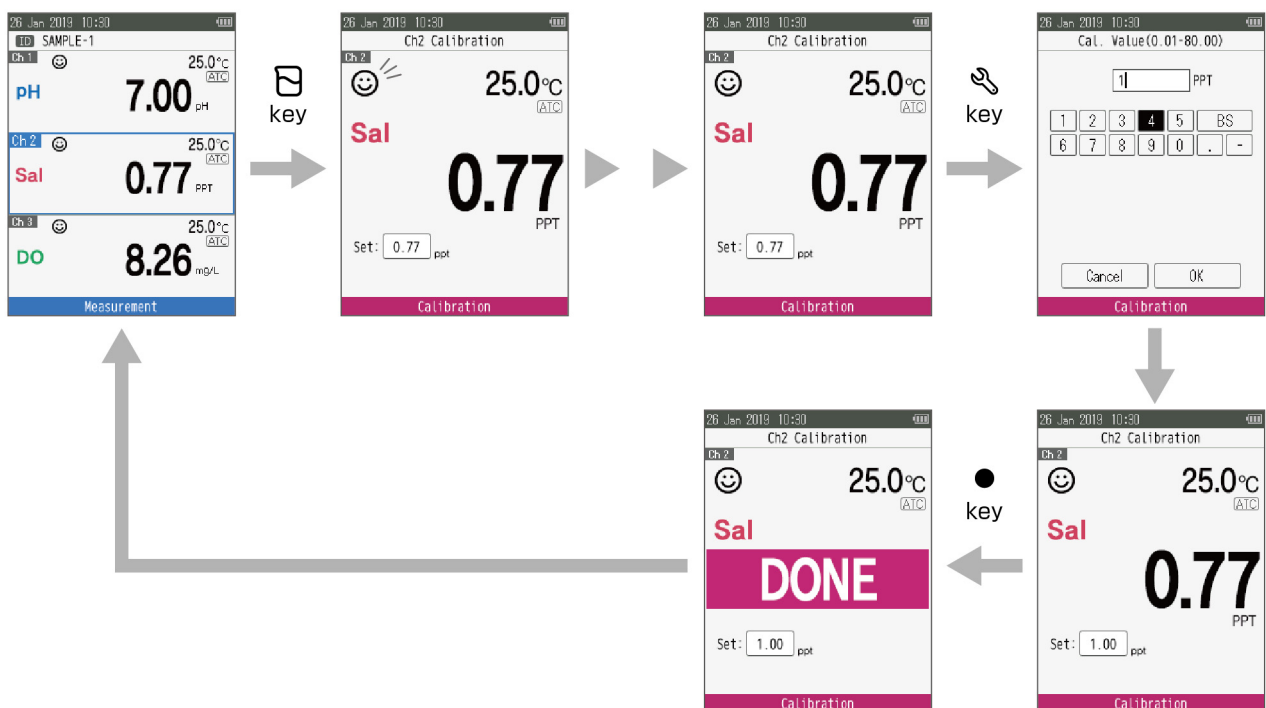 26 Jan 2019 10:30
ID SAMPLE-1
Ch 1
25.0°C
ATC
pH
7.00 pH
Ch 2
25.0°C
ATC
Sal
0.77 PPT
Ch 3
25.0°C
ATC
DO
8.26 mg/L
Measurement
key
26 Jan 2019 10:30
Ch2 Calibration
Ch 2
25.0°C
ATC
Sal
0.77
PPT
Set: 0.77 ppt
Calibration
26 Jan 2019 10:30
Ch2 Calibration
Ch 2
25.0°C
ATC
Sal
0.77
PPT
Set: 0.77 ppt
Calibration
key
26 Jan 2019 10:30
Cal. Value(0.01-80.00)
1 PPT
1 2 3 4 5 BS
6 7 8 9 0 . -
Cancel OK
Calibration
26 Jan 2019 10:30
Ch2 Calibration
Ch 2
25.0°C
ATC
Sal
0.77
PPT
Set: 1.00 ppt
Calibration
key
26 Jan 2019 10:30
Ch2 Calibration
Ch 2
25.0°C
ATC
Sal
DONE
Set: 1.00 ppt
Calibration